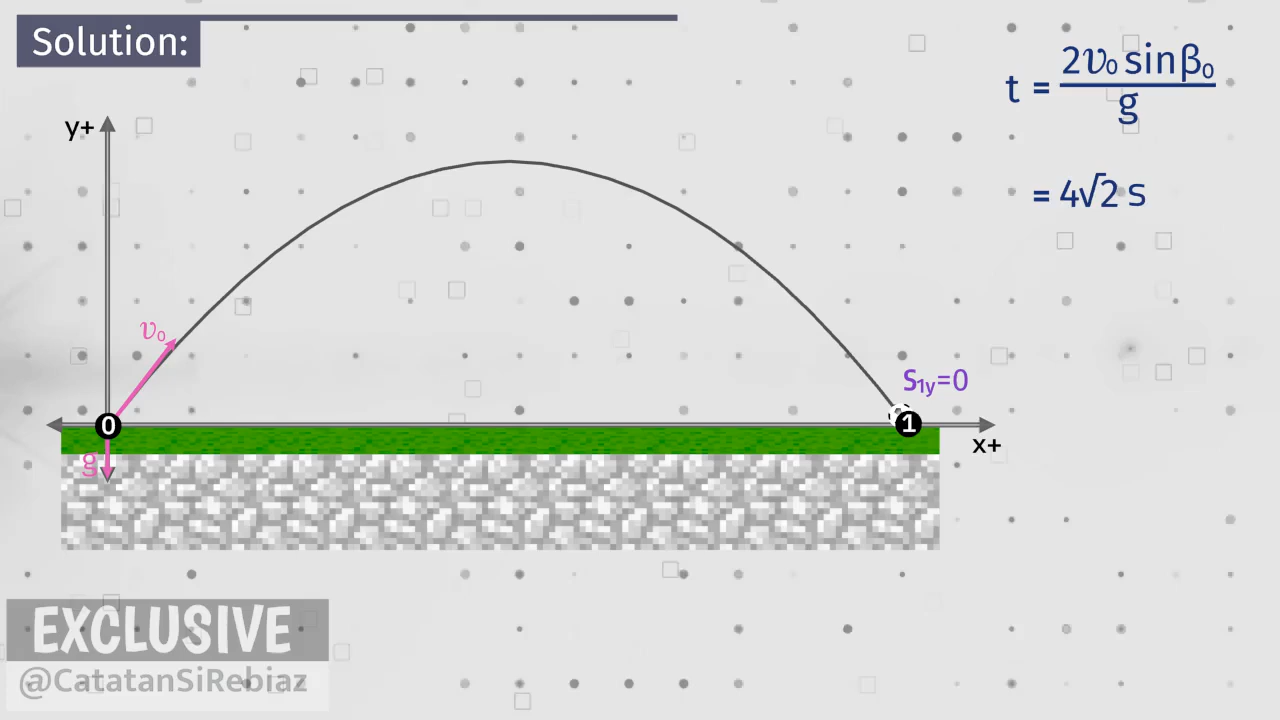 Solution:
t = 2v₀ sinβ₀ / g
= 4√2 s
y+
v₀
S₁y=0
0
1
x+
g
EXCLUSIVE
@CatatanSiRebiaz